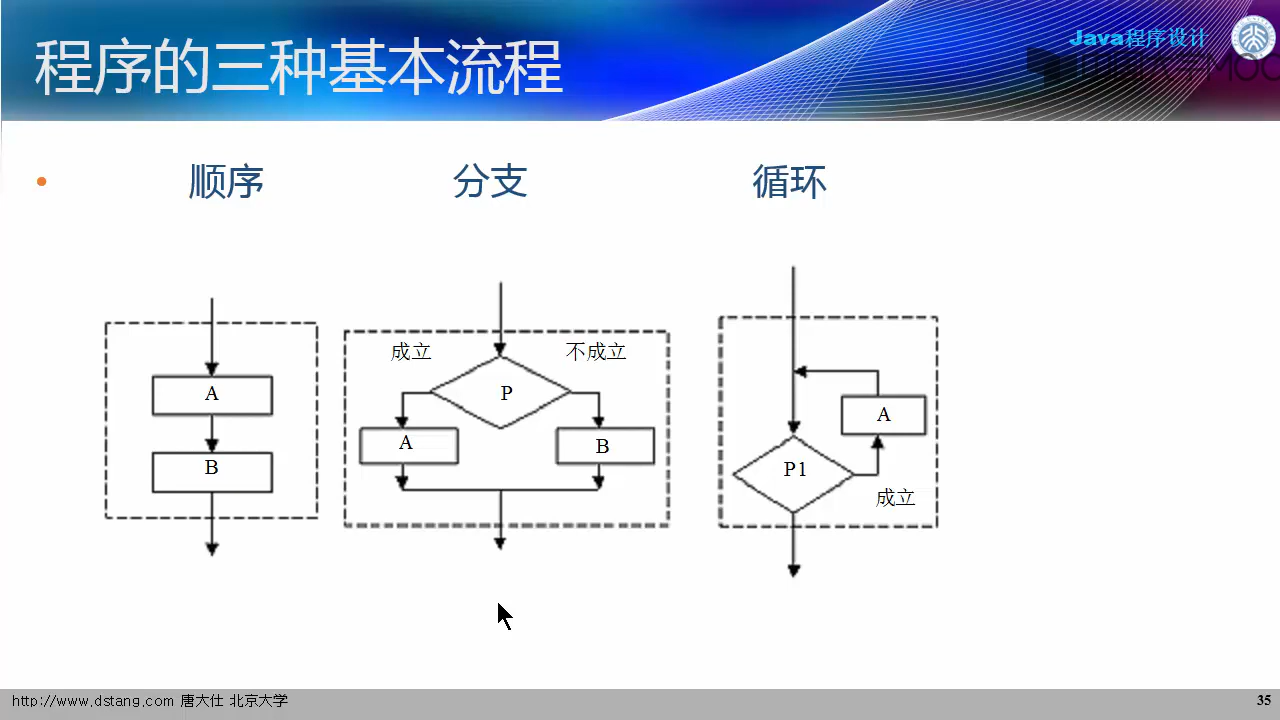 程序的三种基本流程
Java程序设计
顺序 分支 循环
成立 不成立
P
A
B
A
B
A
B
P1
A
成立
http://www.dstang.com 唐大仕 北京大学
35